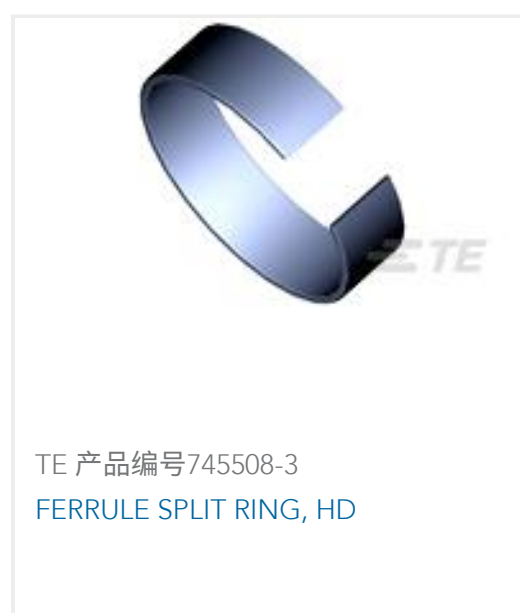 TE
TE 产品编号745508-3
FERRULE SPLIT RING, HD